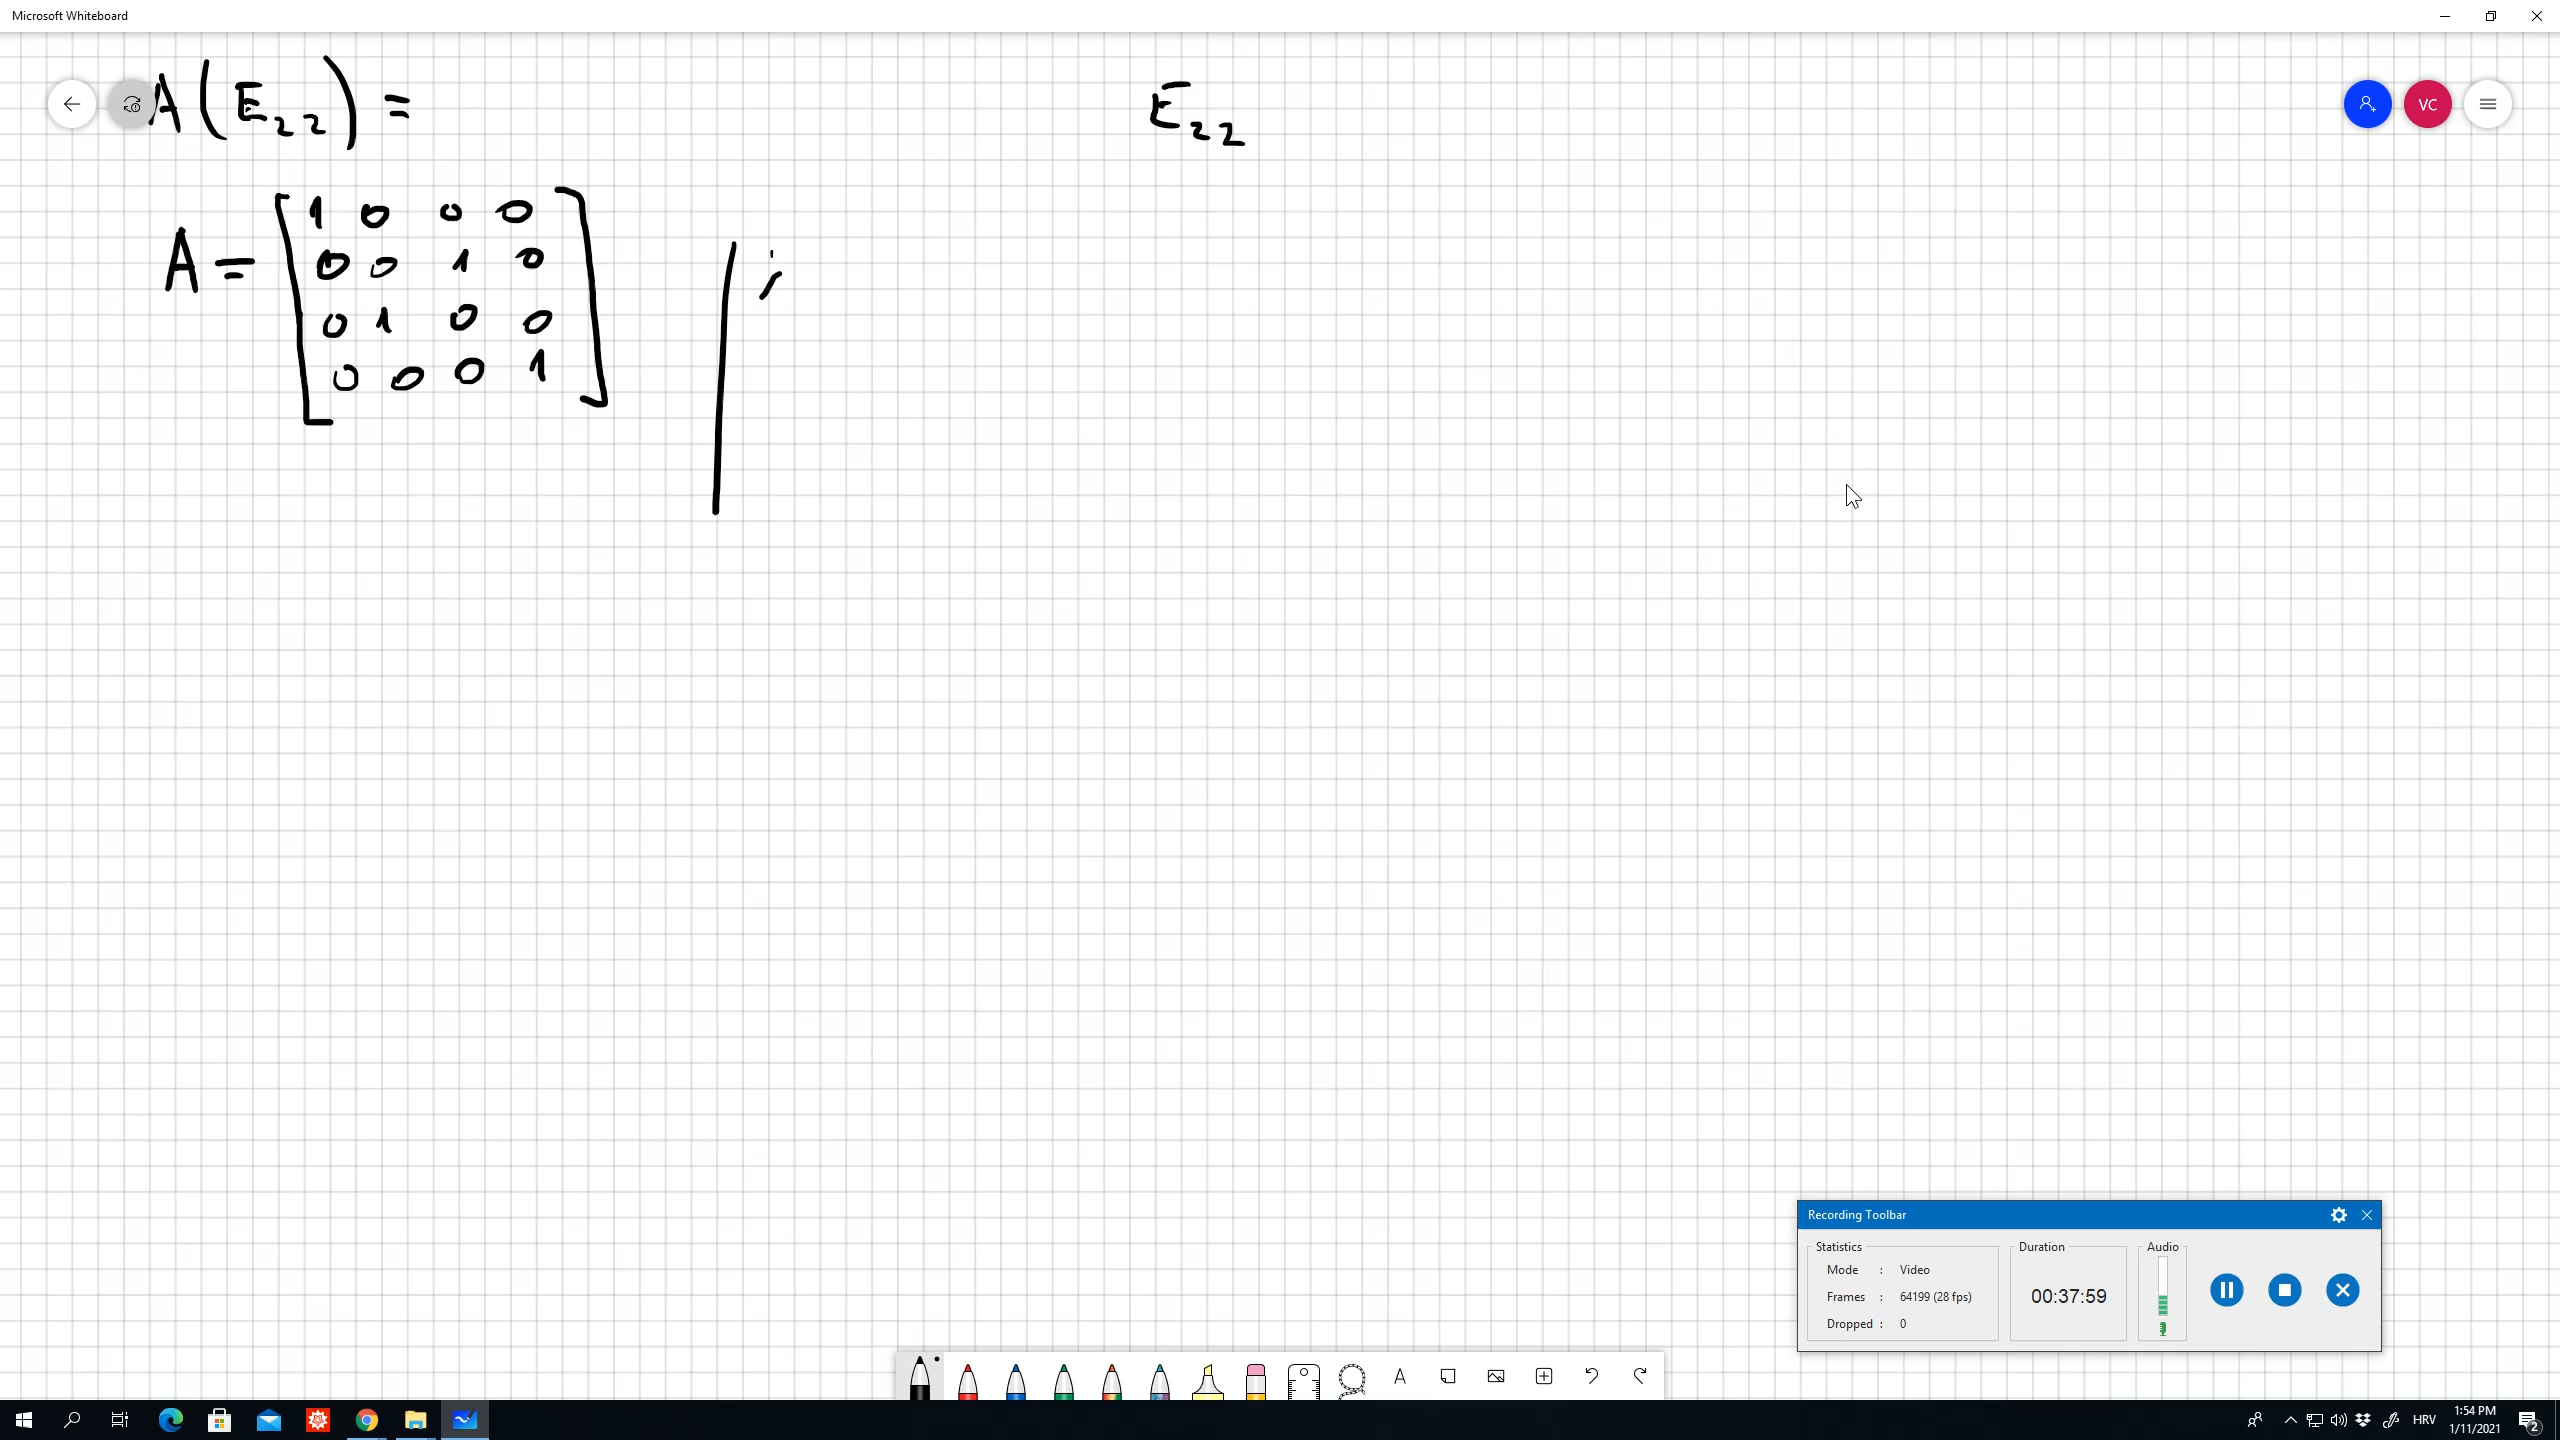 Microsoft Whiteboard
A(E₂₂) = E₂₂
VC
A = [1 0 0 0
0 0 1 0
0 1 0 0
0 0 0 1]
Recording Toolbar
Statistics Duration Audio
Mode : Video
Frames : 64199 (28 fps) 00:37:59
Dropped : 0
A
HRV 1:54 PM
1/11/2021
2